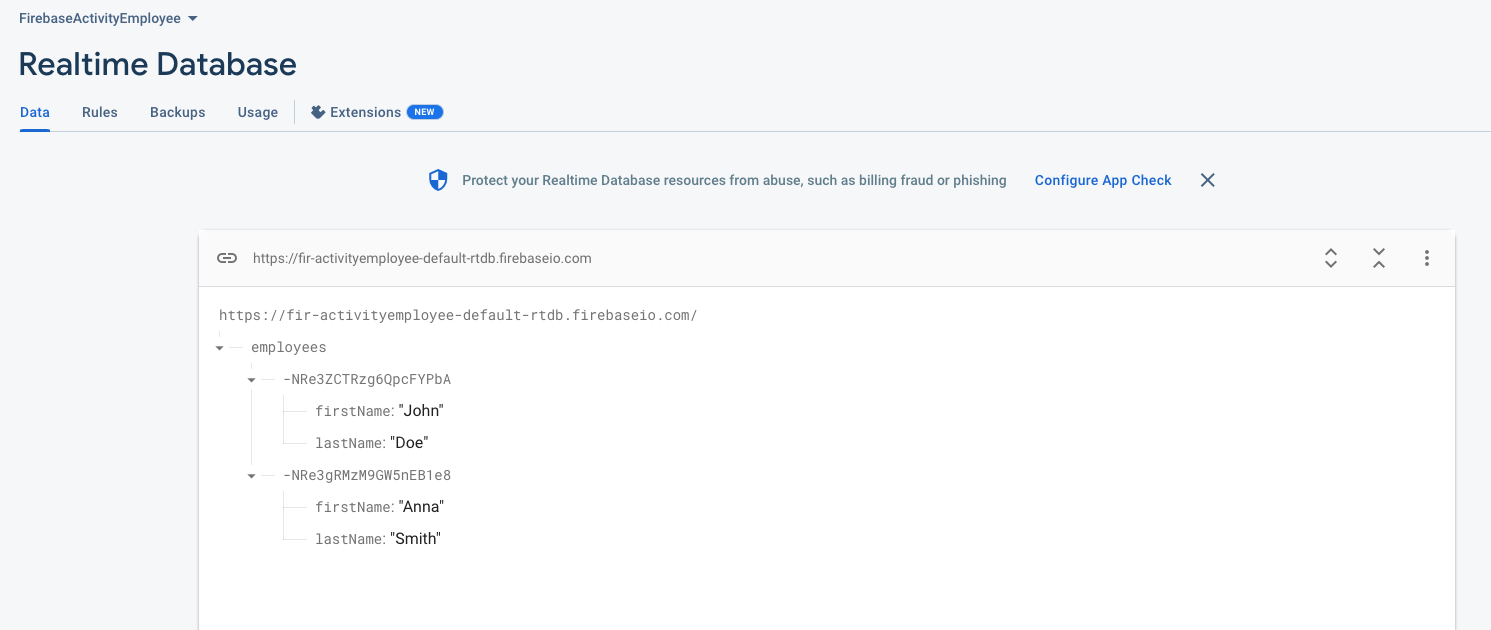 FirebaseActivityEmployee
Realtime Database
Data Rules Backups Usage Extensions NEW
Protect your Realtime Database resources from abuse, such as billing fraud or phishing Configure App Check
https://fir-activityemployee-default-rtdb.firebaseio.com
https://fir-activityemployee-default-rtdb.firebaseio.com/
employees
-NRe3ZCTRzg6QpcFYPbA
firstName: "John"
lastName: "Doe"
-NRe3gRMzM9GW5nEB1e8
firstName: "Anna"
lastName: "Smith"